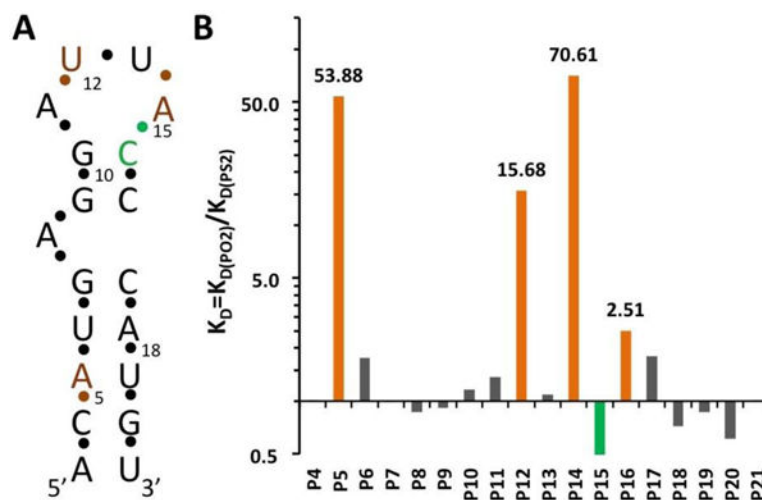 A
U U
12
A A
15
G C
10
G C
A
G C
U A
18
A U
5
C G
A U
5' 3'
B
K_D=K_D(PO2)/K_D(PS2)
50.0
5.0
0.5
53.88
15.68
70.61
2.51
P4 P5 P6 P7 P8 P9 P10 P11 P12 P13 P14 P15 P16 P17 P18 P19 P20 P21